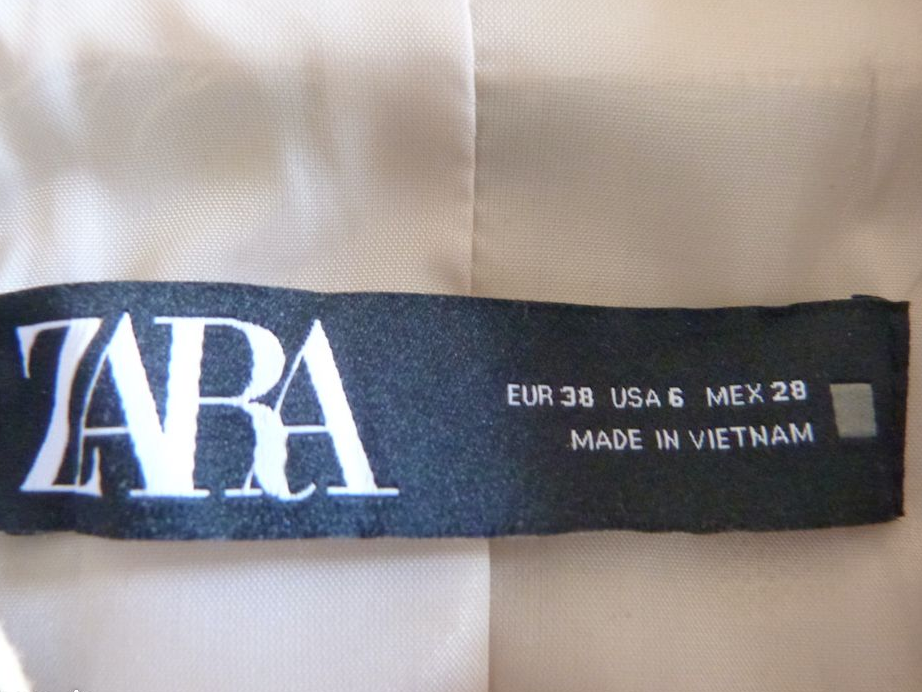 ZARA
EUR 38 USA 6 MEX 28
MADE IN VIETNAM